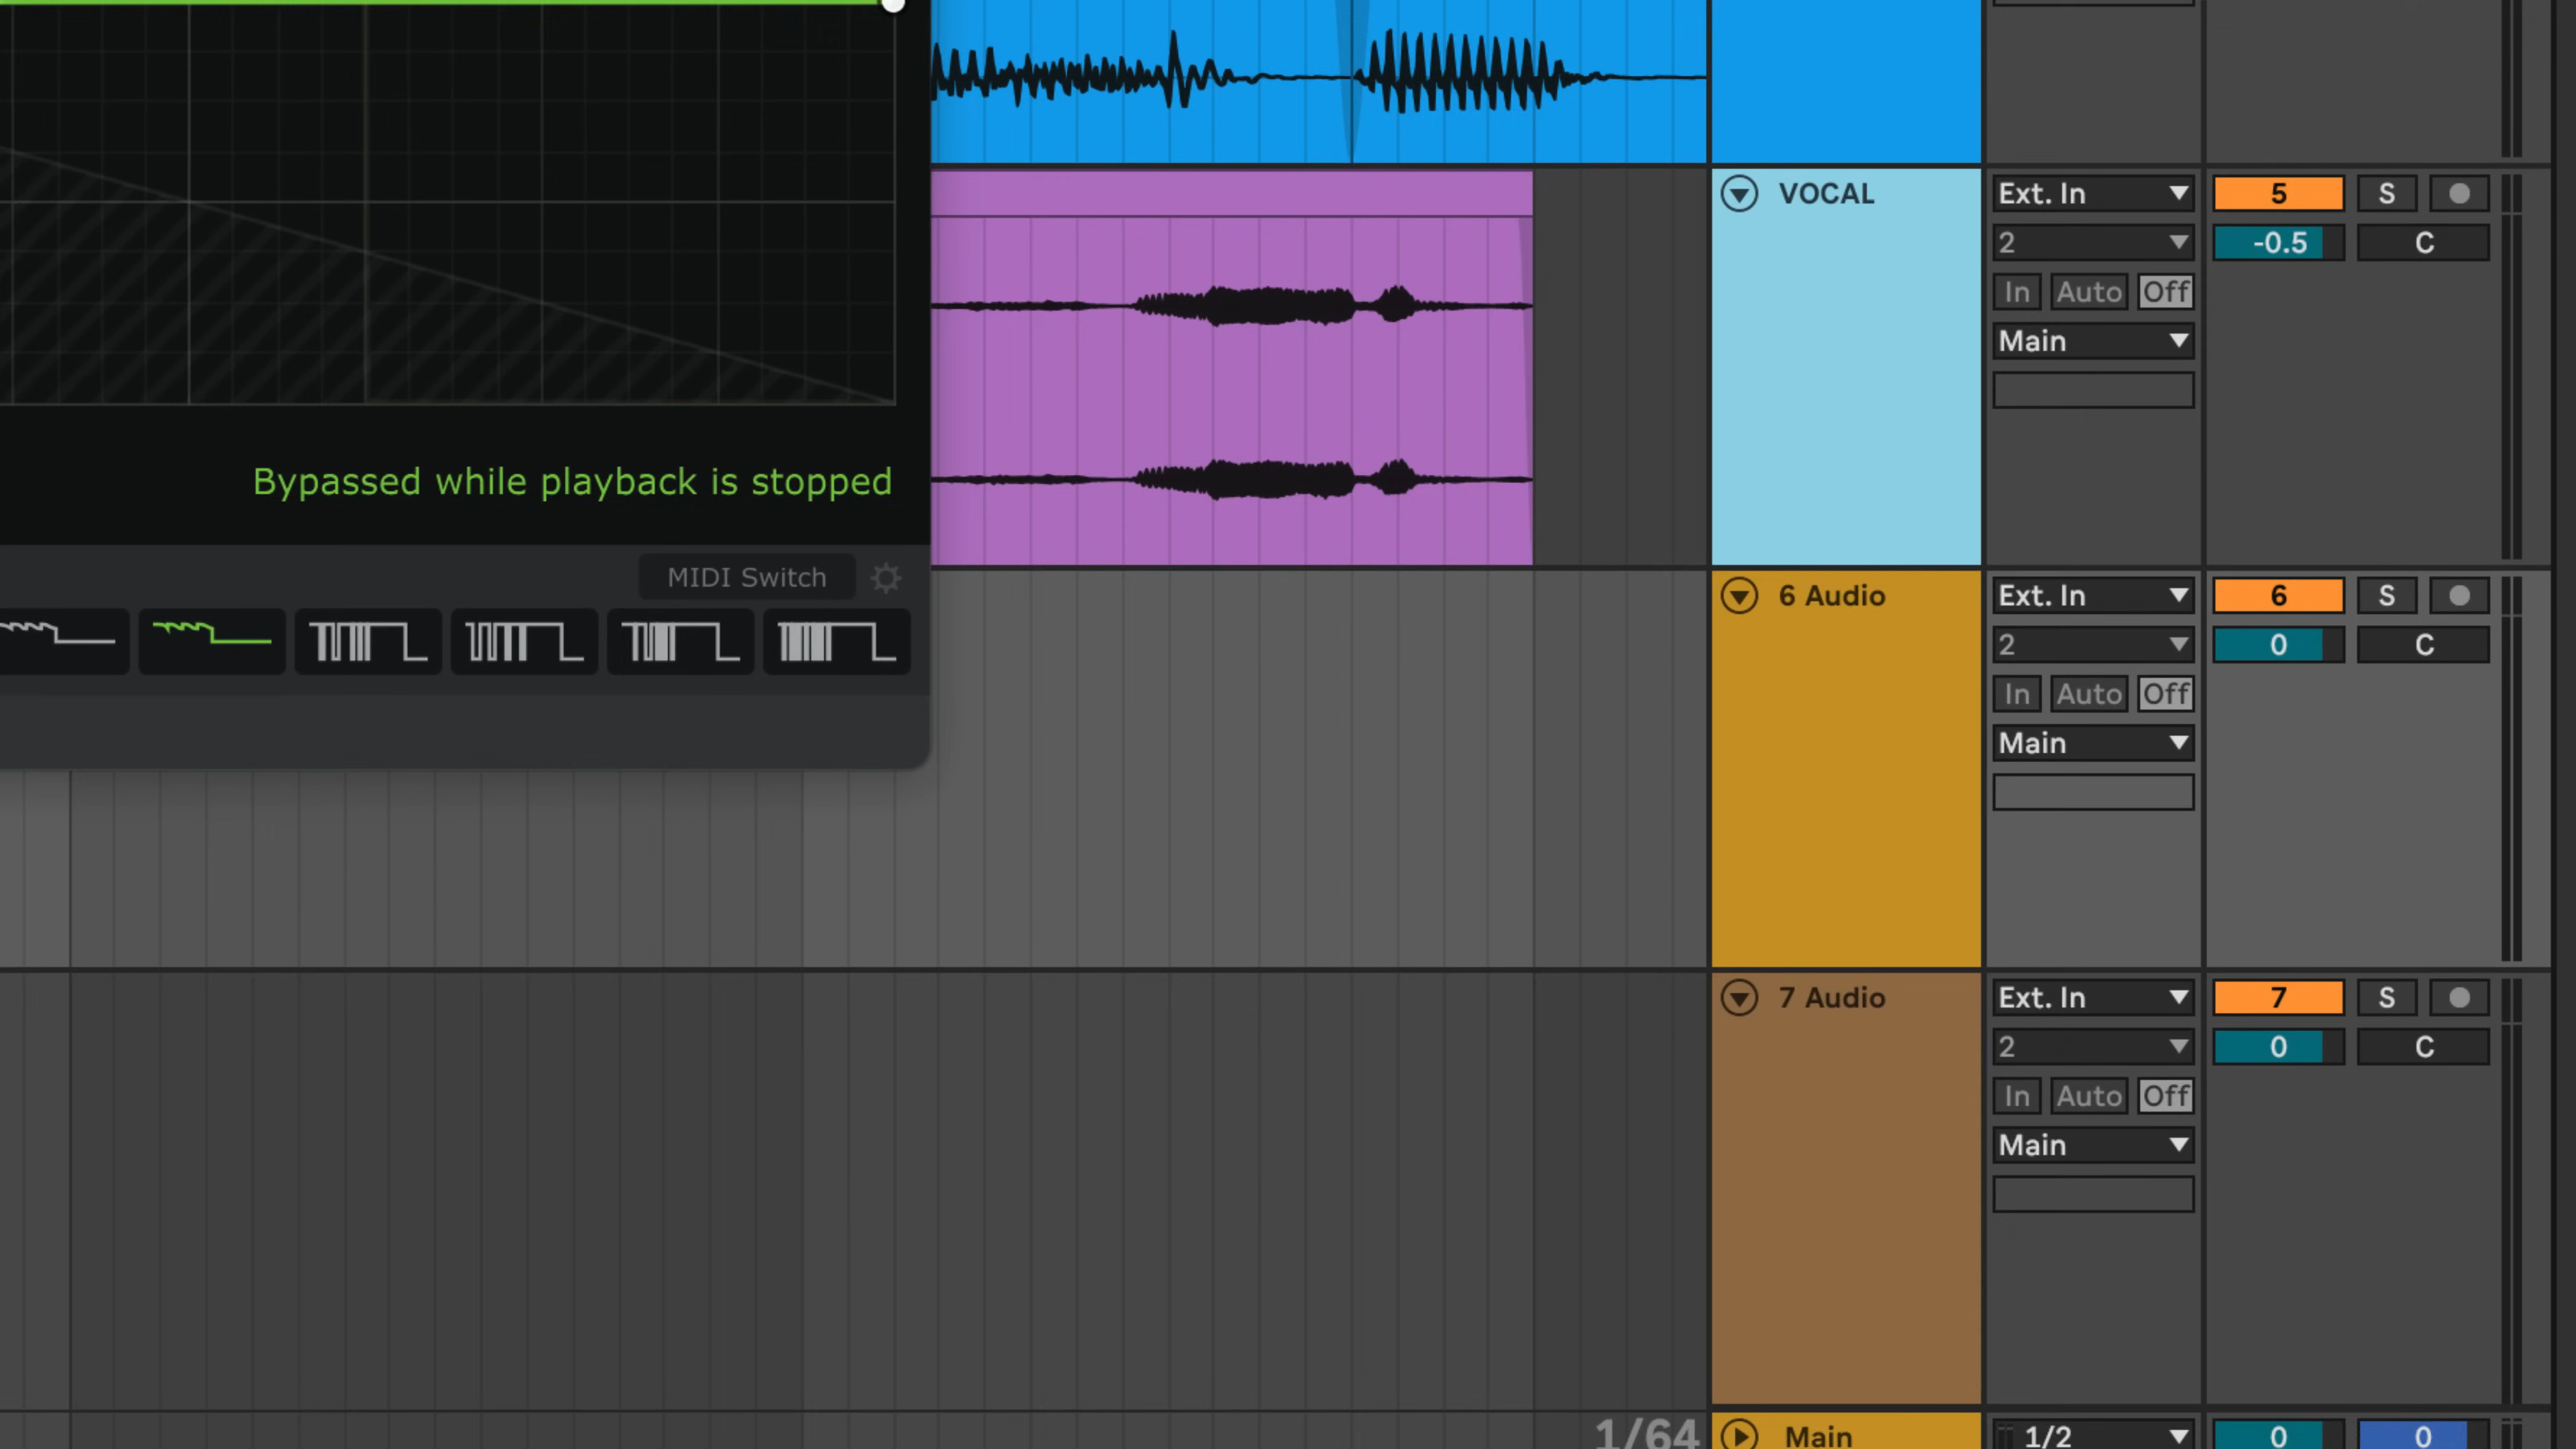 VOCAL
Ext. In
5
S
2
-0.5
C
In
Auto
Off
Main
Bypassed while playback is stopped
MIDI Switch
6 Audio
Ext. In
6
S
2
0
C
In
Auto
Off
Main
7 Audio
Ext. In
7
S
2
0
C
In
Auto
Off
Main
1/64
Main
1/2
0
0